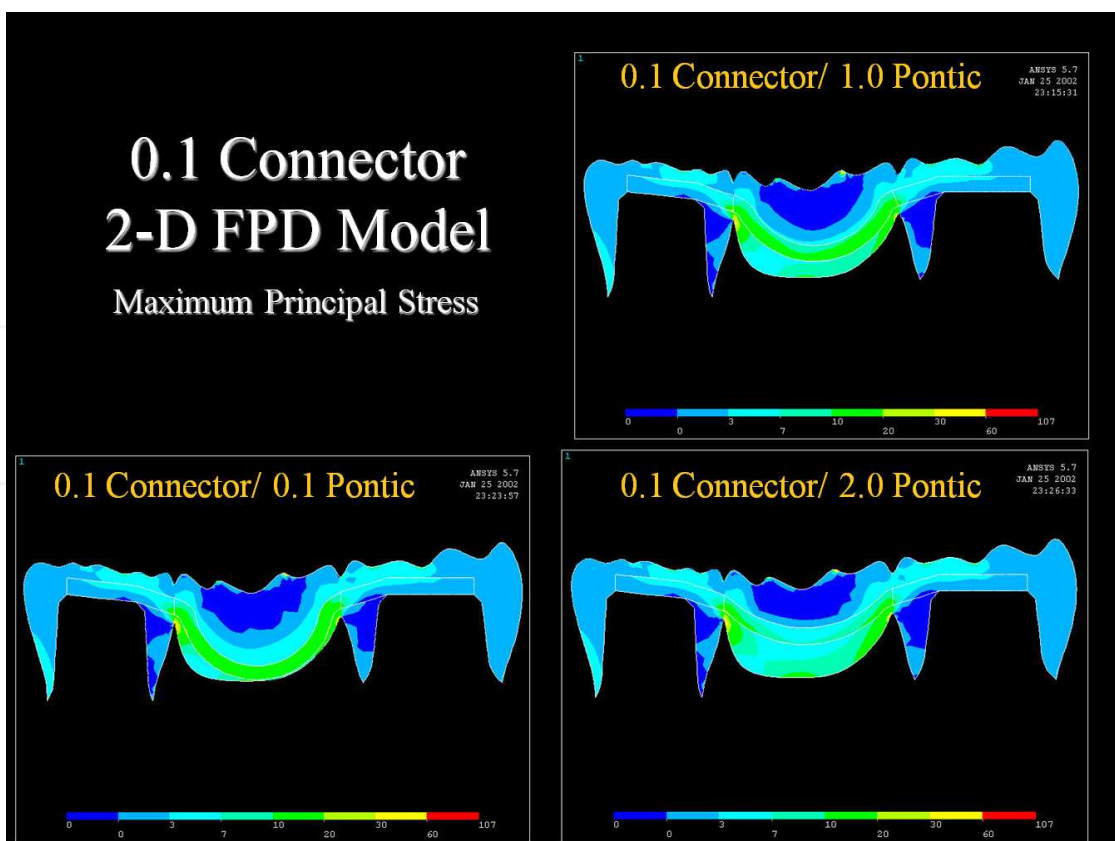 0.1 Connector
2-D FPD Model
Maximum Principal Stress
1
0.1 Connector/ 1.0 Pontic
ANSYS 5.7
JAN 25 2002
23:15:31
0 3 10 30 107
0 7 20 60
1
0.1 Connector/ 0.1 Pontic
ANSYS 5.7
JAN 25 2002
23:23:57
0 3 10 30 107
0 7 20 60
1
0.1 Connector/ 2.0 Pontic
ANSYS 5.7
JAN 25 2002
23:26:33
0 3 10 30 107
0 7 20 60